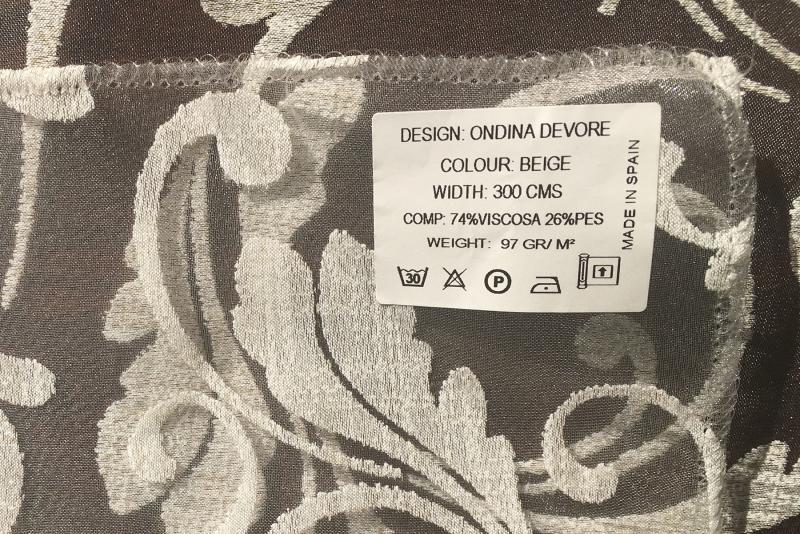 DESIGN: ONDINA DEVORE
COLOUR: BEIGE
WIDTH: 300 CMS
COMP: 74%VISCOSA 26%PES
WEIGHT: 97 GR/ M²
30
P
MADE IN SPAIN